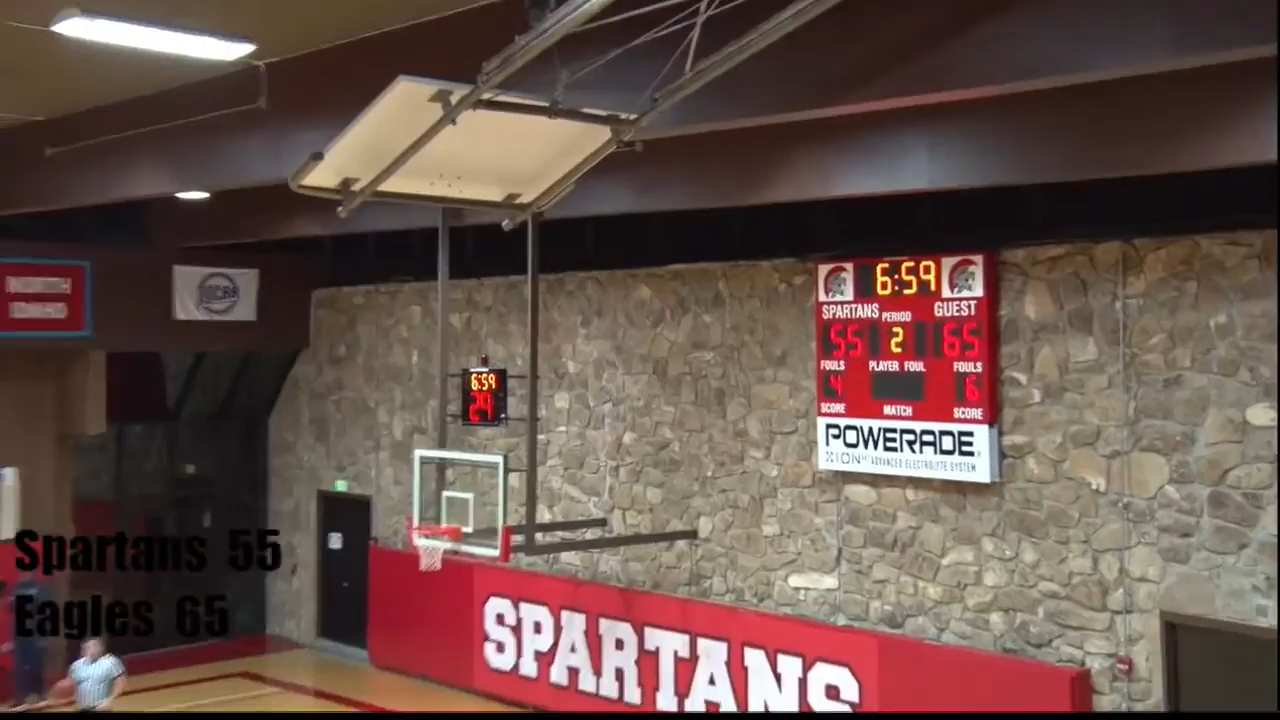 6:59
SPARTANS PERIOD GUEST
55 2 65
FOULS PLAYER FOUL FOULS
4 6
SCORE MATCH SCORE
POWERADE
ION4 ADVANCED ELECTROLYTE SYSTEM
6:59
24
Spartans 55
Eagles 65
SPARTANS